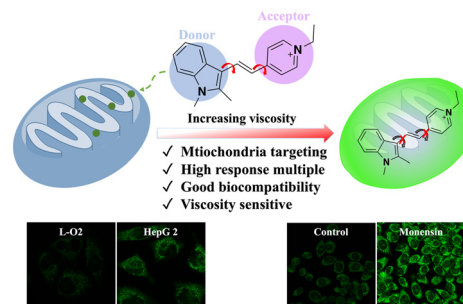 Donor
Acceptor
N
N
+
Increasing viscosity
✓ Mtiochondria targeting
✓ High response multiple
✓ Good biocompatibility
✓ Viscosity sensitive
N
N
+
L-O2
HepG 2
Control
Monensin